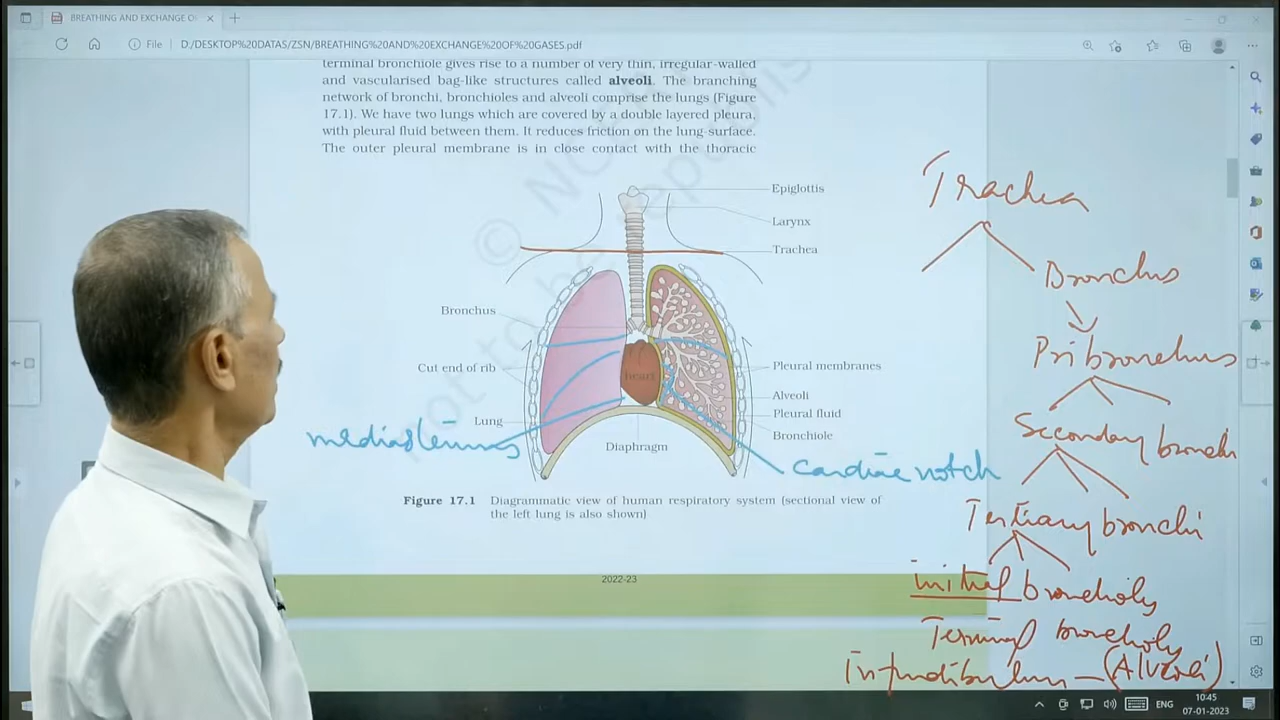 BREATHING AND EXCHANGE OF
File
D:/DESKTOP%20DATAS/ZSN/BREATHING%20AND%20EXCHANGE%20OF%20GASES.pdf
terminal bronchiole gives rise to a number of very thin, irregular-walled
and vascularised bag-like structures called alveoli. The branching
network of bronchi, bronchioles and alveoli comprise the lungs (Figure
17.1). We have two lungs which are covered by a double layered pleura,
with pleural fluid between them. It reduces friction on the lung-surface.
The outer pleural membrane is in close contact with the thoracic
Epiglottis
Larynx
Trachea
Bronchus
Cut end of rib
Lung
heart
Diaphragm
Pleural membranes
Alveoli
Pleural fluid
Bronchiole
cardiac notch
Figure 17.1 Diagrammatic view of human respiratory system (sectional view of
the left lung is also shown)
2022-23
Trachea
Bronchus
Pri bronchus
Secondary bronchi
Tertiary bronchi
initial
Alveoli
ENG
10:45
07-01-2023